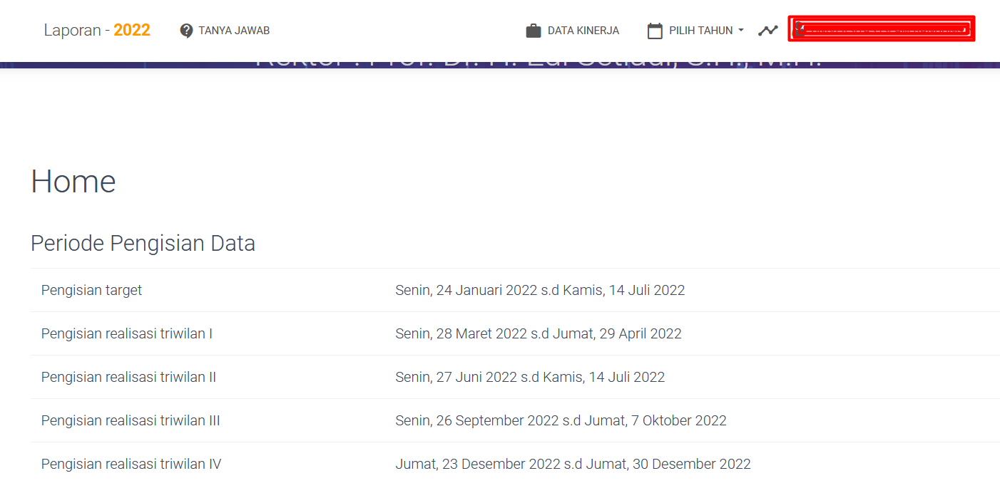 Laporan - 2022
TANYA JAWAB
DATA KINERJA
PILIH TAHUN
Home
Periode Pengisian Data
Pengisian target
Senin, 24 Januari 2022 s.d Kamis, 14 Juli 2022
Pengisian realisasi triwilan I
Senin, 28 Maret 2022 s.d Jumat, 29 April 2022
Pengisian realisasi triwilan II
Senin, 27 Juni 2022 s.d Kamis, 14 Juli 2022
Pengisian realisasi triwilan III
Senin, 26 September 2022 s.d Jumat, 7 Oktober 2022
Pengisian realisasi triwilan IV
Jumat, 23 Desember 2022 s.d Jumat, 30 Desember 2022